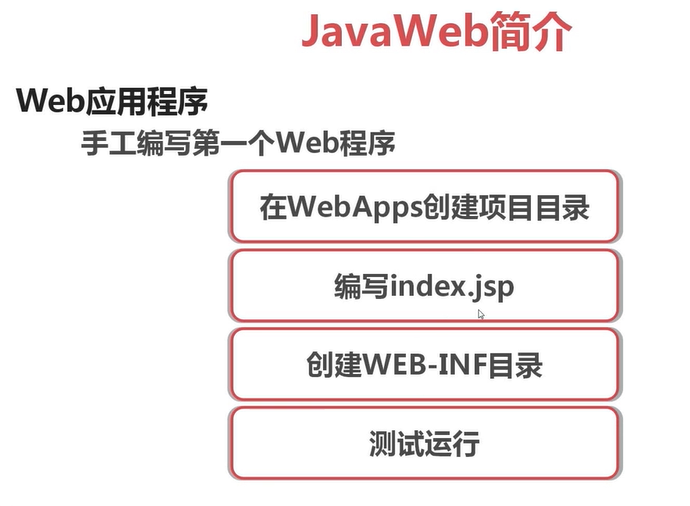 JavaWeb简介
Web应用程序
手工编写第一个Web程序
在WebApps创建项目目录
编写index.jsp
创建WEB-INF目录
测试运行